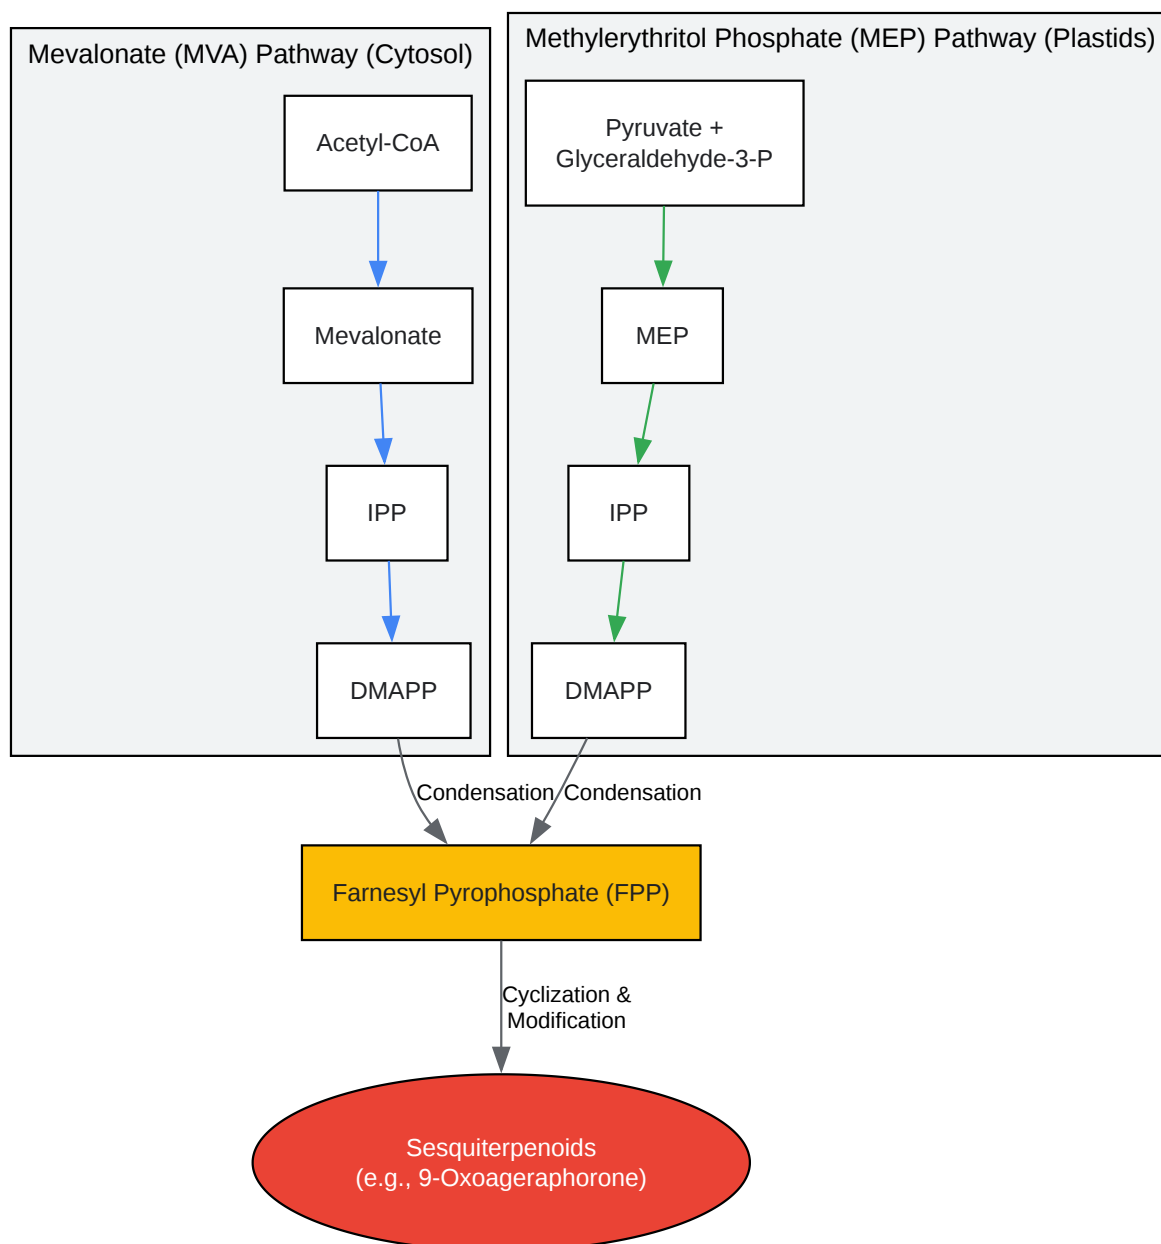 Mevalonate (MVA) Pathway (Cytosol)
Acetyl-CoA
Mevalonate
IPP
DMAPP
Methylerythritol Phosphate (MEP) Pathway (Plastids)
Pyruvate +
Glyceraldehyde-3-P
MEP
IPP
DMAPP
Condensation
Condensation
Farnesyl Pyrophosphate (FPP)
Cyclization &
Modification
Sesquiterpenoids
(e.g., 9-Oxoageraphorone)